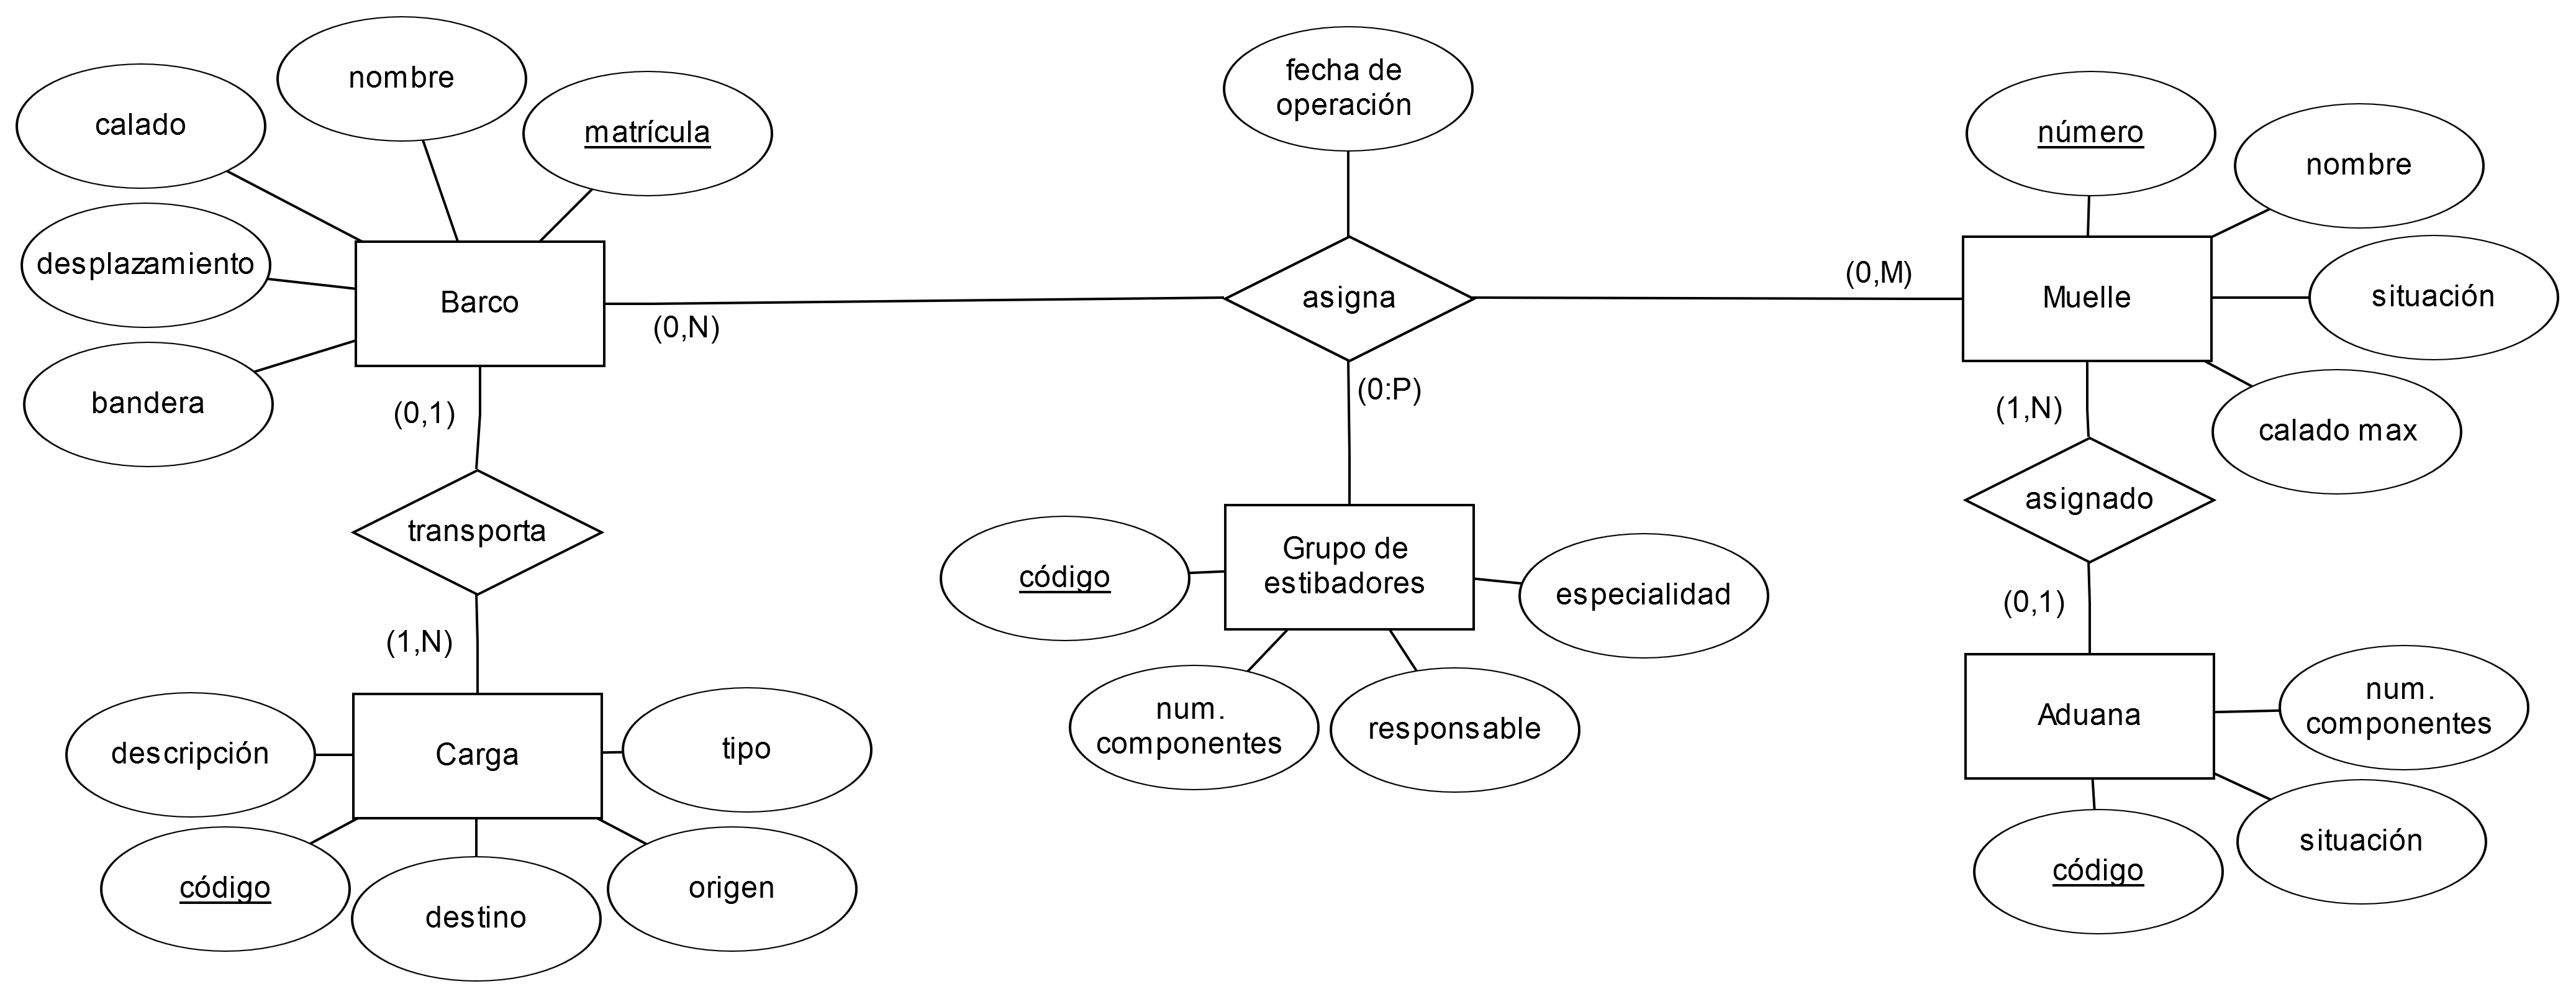 nombre
calado
matrícula
desplazamiento
Barco
bandera
(0,N)
(0,1)
transporta
(1,N)
descripción
Carga
tipo
código
destino
origen
fecha de
operación
asigna
(0:P)
Grupo de
estibadores
código
especialidad
num.
componentes
responsable
(0,M)
número
nombre
Muelle
situación
calado max
(1,N)
asignado
(0,1)
Aduana
num.
componentes
situación
código